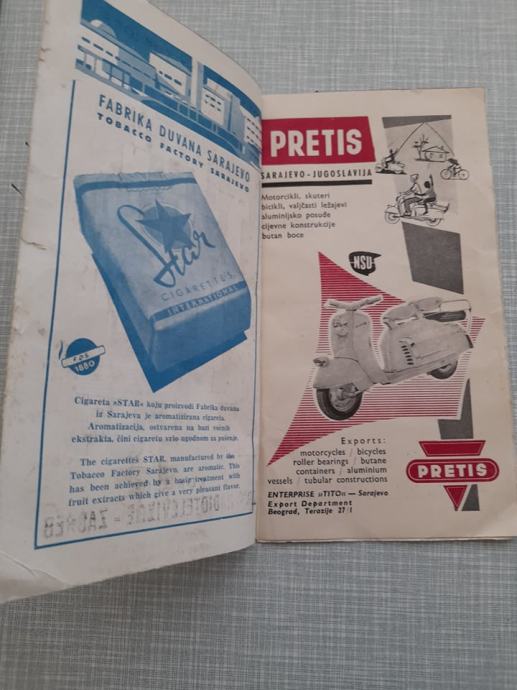 FABRIKA DUVANA SARAJEVO
TOBACCO FACTORY SARAJEVO
Star
CIGARETTES
INTERNATIONAL
FDS
1880
Cigareta »STAR« koju proizvodi Fabrika duvana
iz Sarajeva je aromatizirana cigareta.
Aromatizacija, ostvarena na bazi voćnih
ekstrakta, čini cigaretu vrlo ugodnom za pušenje.
The cigarettes STAR, manufactured by the
Tobacco Factory Sarajevo, are aromatic. This
has been achieved by a basic treatment with
fruit extracts which give a very pleasant flavor.
PRETIS
SARAJEVO - JUGOSLAVIJA
Motorcikli, skuteri
bicikli, valjčasti ležajevi
aluminijsko posuđe
cijevne konstrukcije
butan boce
NSU
Exports:
motorcycles / bicycles
roller bearings / butane
containers / aluminium
vessels / tubular constructions
ENTERPRISE »TITO« — Sarajevo
Export Department
Beograd, Terazije 27/I
PRETIS